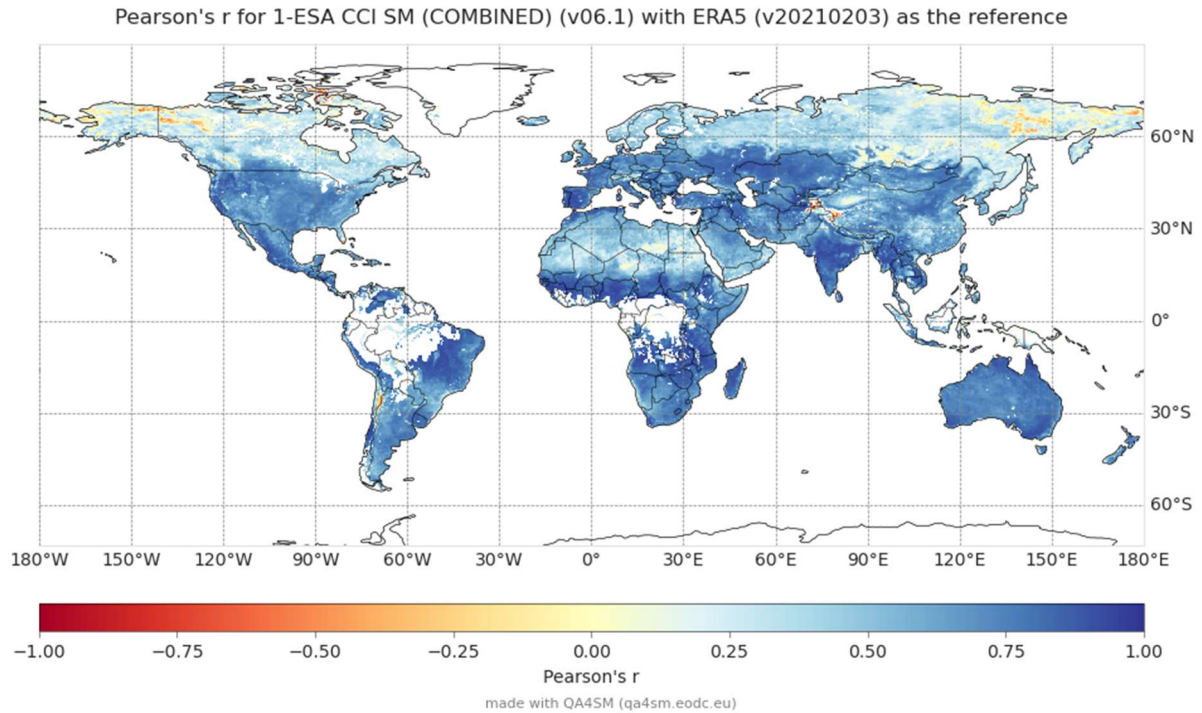 Pearson's r for 1-ESA CCI SM (COMBINED) (v06.1) with ERA5 (v20210203) as the reference
60°N
30°N
0°
30°S
60°S
180°W 150°W 120°W 90°W 60°W 30°W 0° 30°E 60°E 90°E 120°E 150°E 180°E
−1.00 −0.75 −0.50 −0.25 0.00 0.25 0.50 0.75 1.00
Pearson's r
made with QA4SM (qa4sm.eodc.eu)